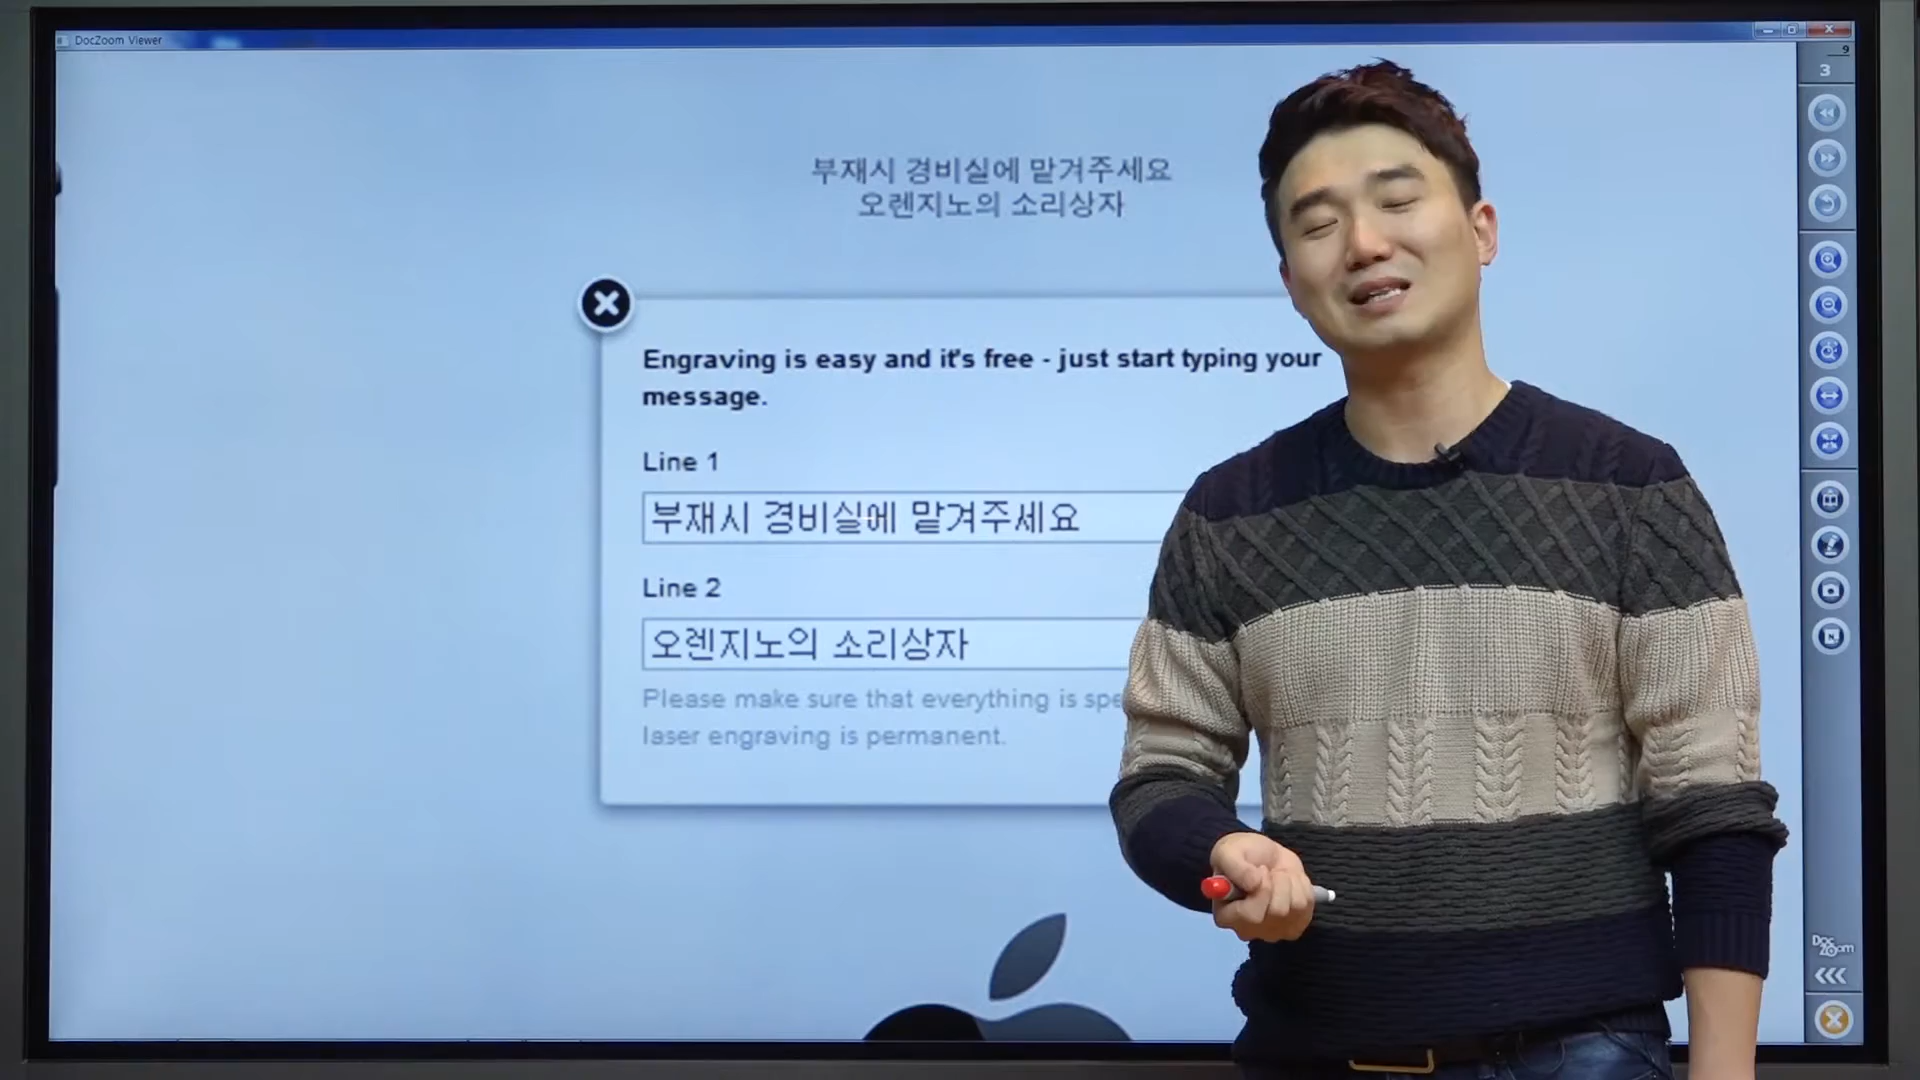 DocZoom Viewer
9
3
부재시 경비실에 맡겨주세요
오렌지노의 소리상자
Engraving is easy and it's free - just start typing your
message.
Line 1
부재시 경비실에 맡겨주세요
Line 2
오렌지노의 소리상자
Please make sure that everything is
laser engraving is permanent.
DocZoom